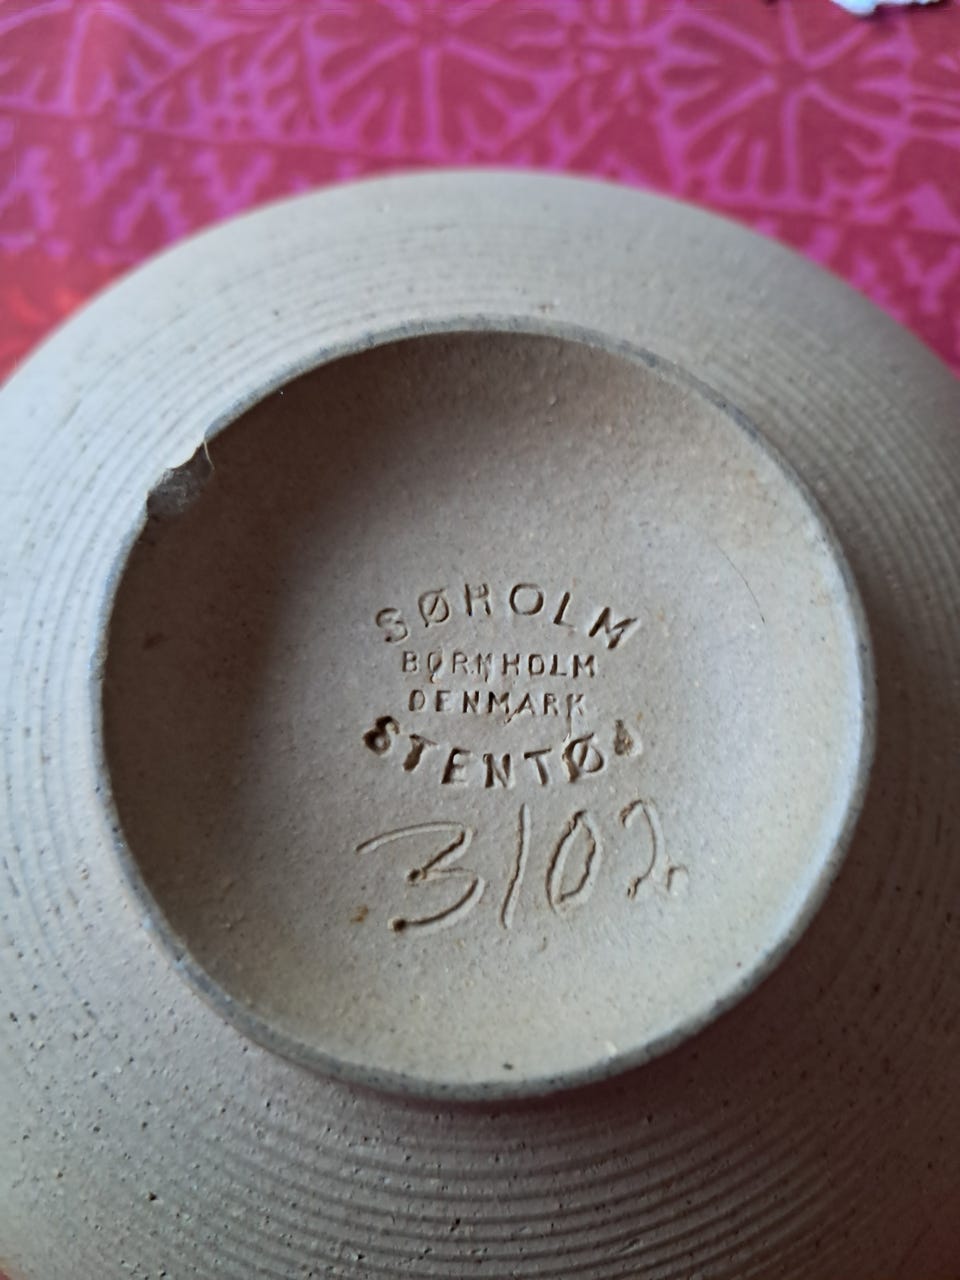 SØHOLM
BORNHOLM
DENMARK
STENTØJ
3102